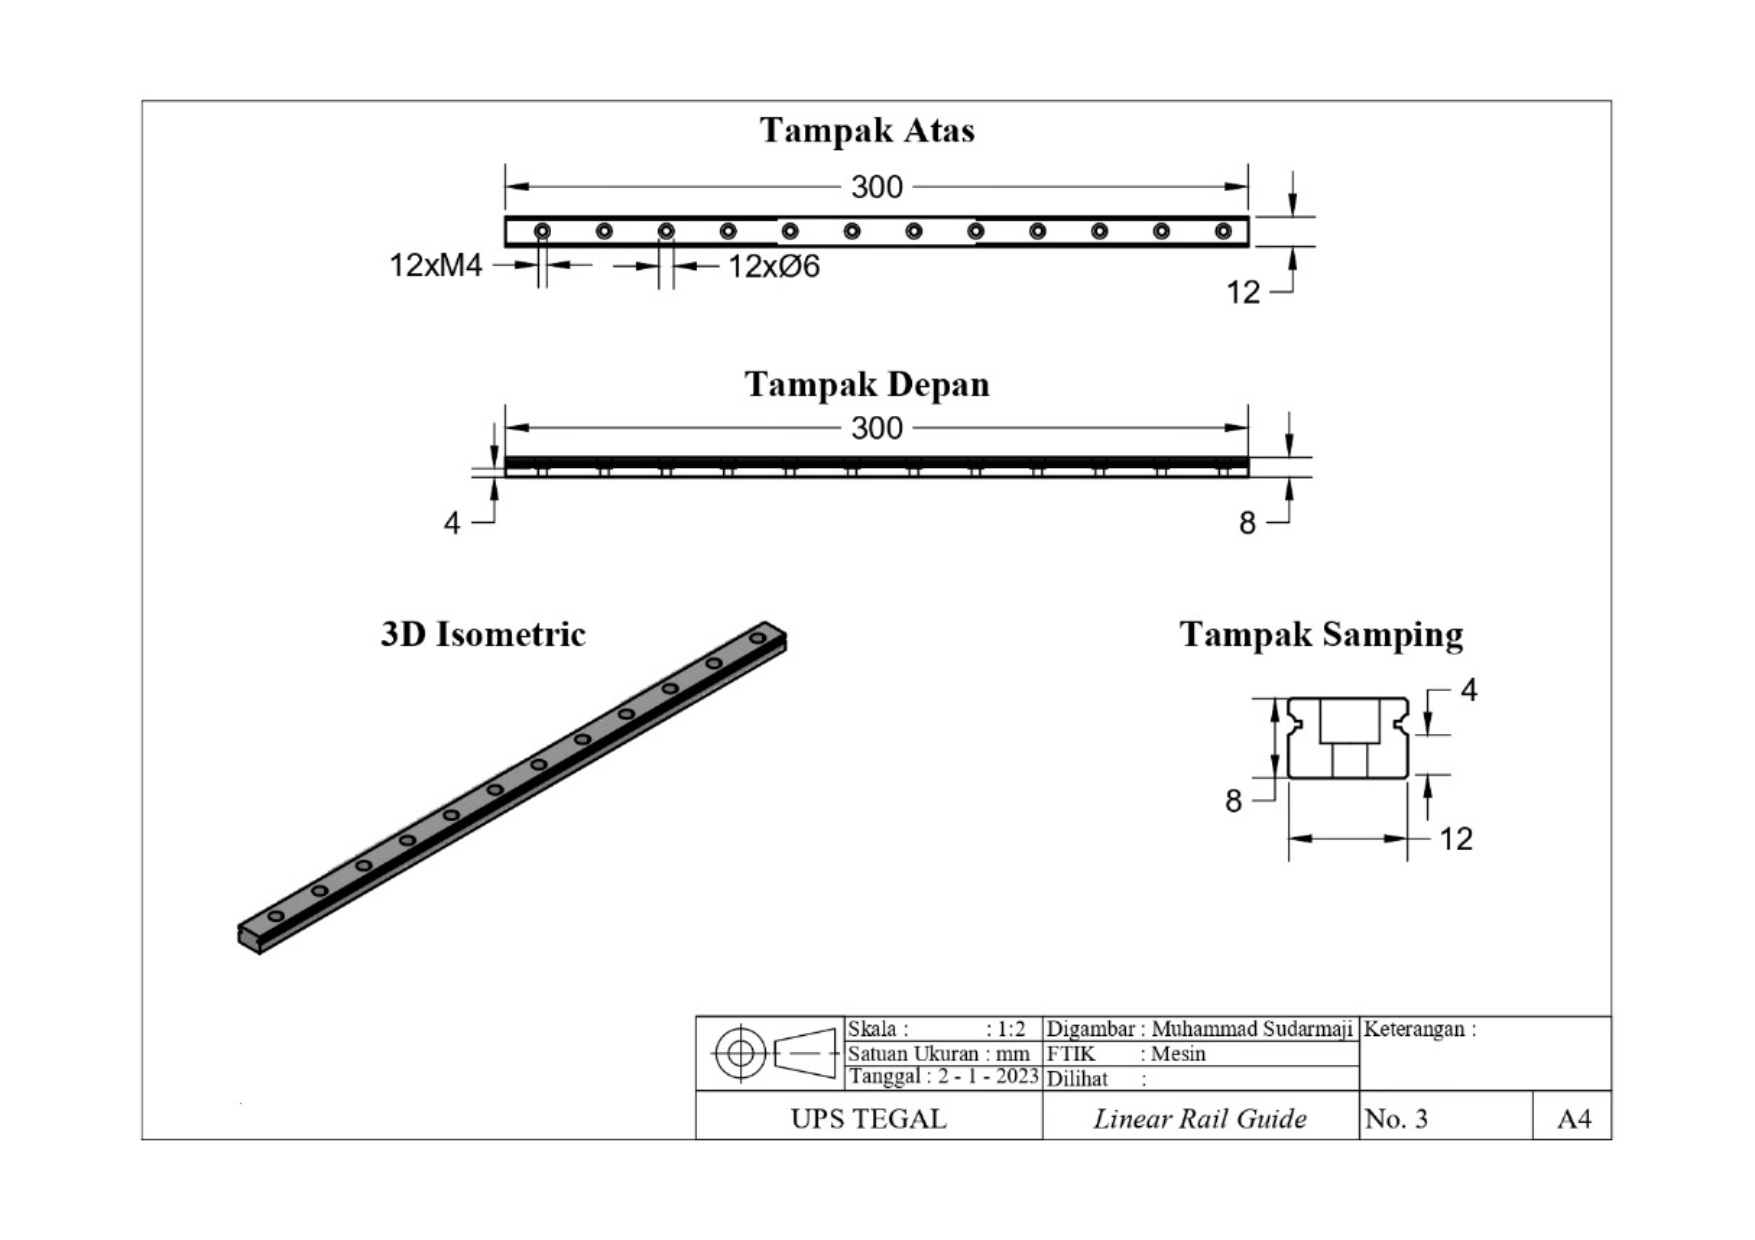 Tampak Atas
300
12xM4
12xØ6
12
Tampak Depan
300
4
8
3D Isometric
Tampak Samping
4
8
12
Skala : : 1:2
Satuan Ukuran : mm
Tanggal : 2 - 1 - 2023
Digambar : Muhammad Sudarmaji
FTIK : Mesin
Dilihat :
Keterangan :
UPS TEGAL
Linear Rail Guide
No. 3
A4